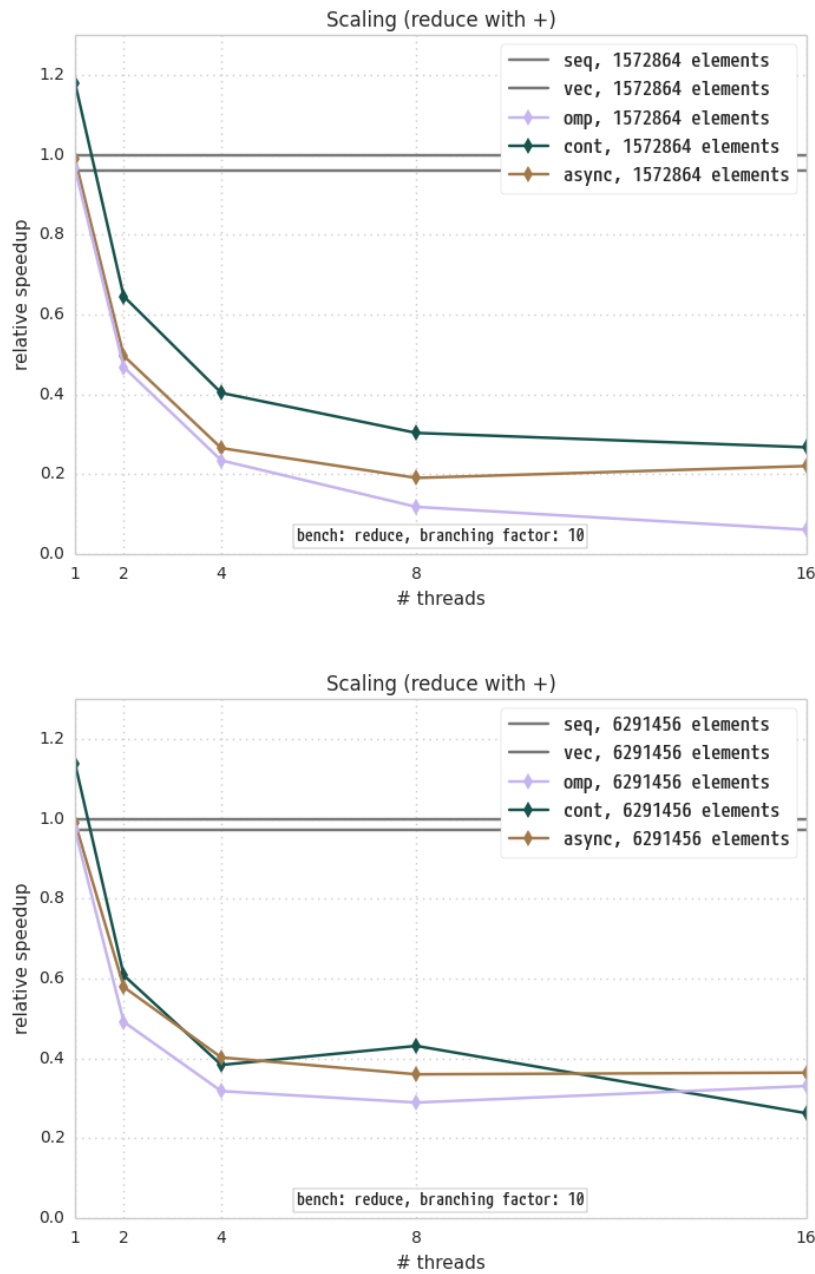 Scaling (reduce with +)
1.2
1.0
0.8
0.6
0.4
0.2
0.0
relative speedup
seq, 1572864 elements
vec, 1572864 elements
omp, 1572864 elements
cont, 1572864 elements
async, 1572864 elements
bench: reduce, branching factor: 10
1 2 4 8 16
# threads
Scaling (reduce with +)
1.2
1.0
0.8
0.6
0.4
0.2
0.0
relative speedup
seq, 6291456 elements
vec, 6291456 elements
omp, 6291456 elements
cont, 6291456 elements
async, 6291456 elements
bench: reduce, branching factor: 10
1 2 4 8 16
# threads